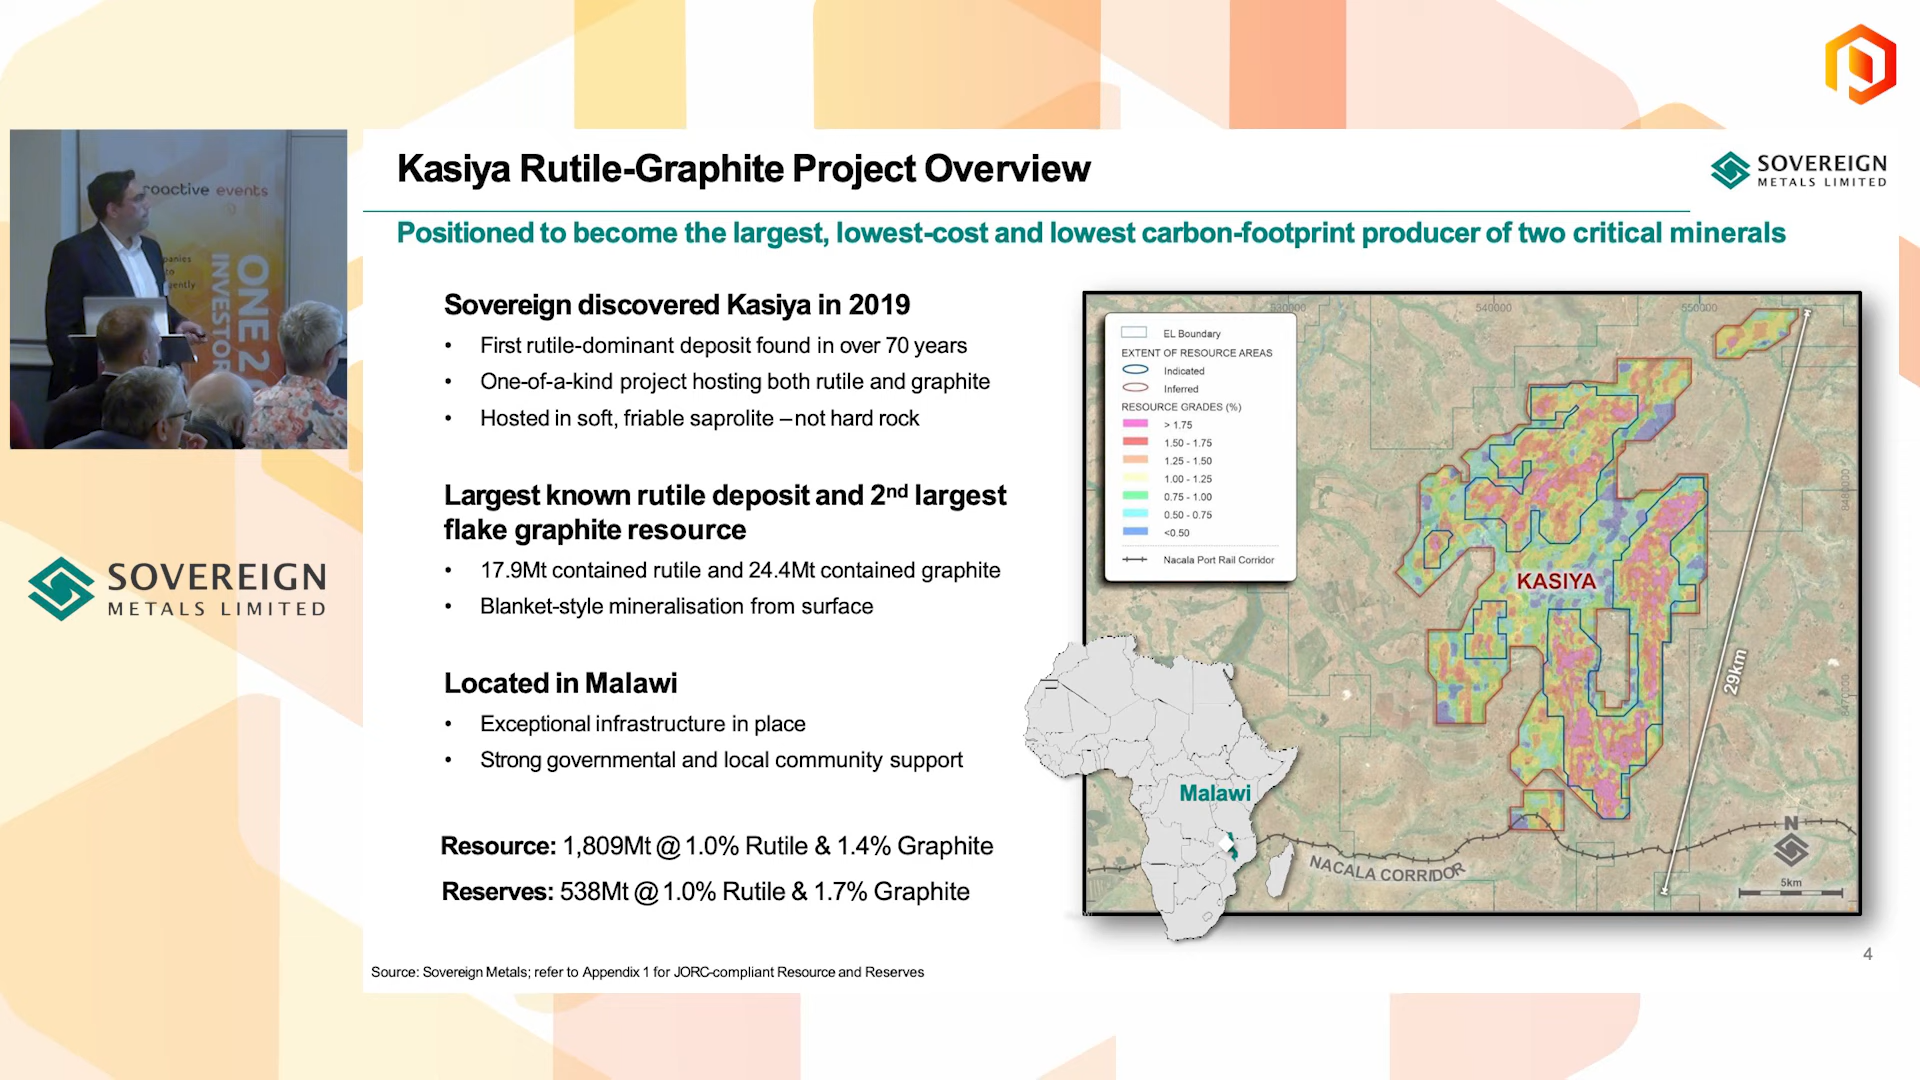 Kasiya Rutile-Graphite Project Overview
SOVEREIGN
METALS LIMITED
Positioned to become the largest, lowest-cost and lowest carbon-footprint producer of two critical minerals
Sovereign discovered Kasiya in 2019
• First rutile-dominant deposit found in over 70 years
• One-of-a-kind project hosting both rutile and graphite
• Hosted in soft, friable saprolite – not hard rock
Largest known rutile deposit and 2nd largest
flake graphite resource
• 17.9Mt contained rutile and 24.4Mt contained graphite
• Blanket-style mineralisation from surface
Located in Malawi
• Exceptional infrastructure in place
• Strong governmental and local community support
Resource: 1,809Mt @ 1.0% Rutile & 1.4% Graphite
Reserves: 538Mt @ 1.0% Rutile & 1.7% Graphite
Source: Sovereign Metals; refer to Appendix 1 for JORC-compliant Resource and Reserves
530000
540000
550000
EL Boundary
EXTENT OF RESOURCE AREAS
Indicated
Inferred
RESOURCE GRADES (%)
> 1.75
1.50 - 1.75
1.25 - 1.50
1.00 - 1.25
0.75 - 1.00
0.50 - 0.75
<0.50
Nacala Port Rail Corridor
KASIYA
29km
8480000
8470000
Malawi
NACALA CORRIDOR
N
5km
4
roactive events
panies
to
ently
ONE 2
INVESTOR
SOVEREIGN
METALS LIMITED